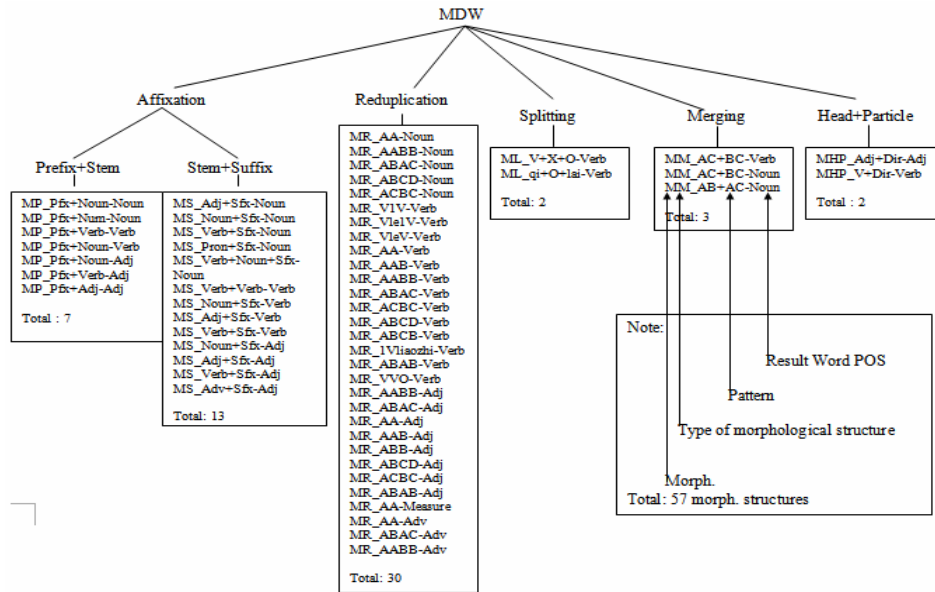 MDW
Affixation
Reduplication
Splitting
Merging
Head+Particle
Prefix+Stem
Stem+Suffix
MP_Pfx+Noun-Noun
MP_Pfx+Num-Noun
MP_Pfx+Verb-Verb
MP_Pfx+Noun-Verb
MP_Pfx+Noun-Adj
MP_Pfx+Verb-Adj
MP_Pfx+Adj-Adj
Total : 7
MS_Adj+Sfx-Noun
MS_Noun+Sfx-Noun
MS_Verb+Sfx-Noun
MS_Pron+Sfx-Noun
MS_Verb+Noun+Sfx-
Noun
MS_Verb+Verb-Verb
MS_Noun+Sfx-Verb
MS_Adj+Sfx-Verb
MS_Verb+Sfx-Verb
MS_Noun+Sfx-Adj
MS_Adj+Sfx-Adj
MS_Verb+Sfx-Adj
MS_Adv+Sfx-Adj
Total: 13
MR_AA-Noun
MR_AABB-Noun
MR_ABAC-Noun
MR_ABCD-Noun
MR_ACBC-Noun
MR_V1V-Verb
MR_Vle1V-Verb
MR_VleV-Verb
MR_AA-Verb
MR_AAB-Verb
MR_AABB-Verb
MR_ABAC-Verb
MR_ACBC-Verb
MR_ABCD-Verb
MR_ABCB-Verb
MR_1Vliaozhi-Verb
MR_ABAB-Verb
MR_VVO-Verb
MR_AABB-Adj
MR_ABAC-Adj
MR_AA-Adj
MR_AAB-Adj
MR_ABB-Adj
MR_ABCD-Adj
MR_ACBC-Adj
MR_ABAB-Adj
MR_AA-Measure
MR_AA-Adv
MR_ABAC-Adv
MR_AABB-Adv
Total: 30
ML_V+X+O-Verb
ML_qi+O+lai-Verb
Total: 2
MM_AC+BC-Verb
MM_AC+BC-Noun
MM_AB+AC-Noun
Total: 3
MHP_Adj+Dir-Adj
MHP_V+Dir-Verb
Total : 2
Note:
Result Word POS
Pattern
Type of morphological structure
Morph.
Total: 57 morph. structures